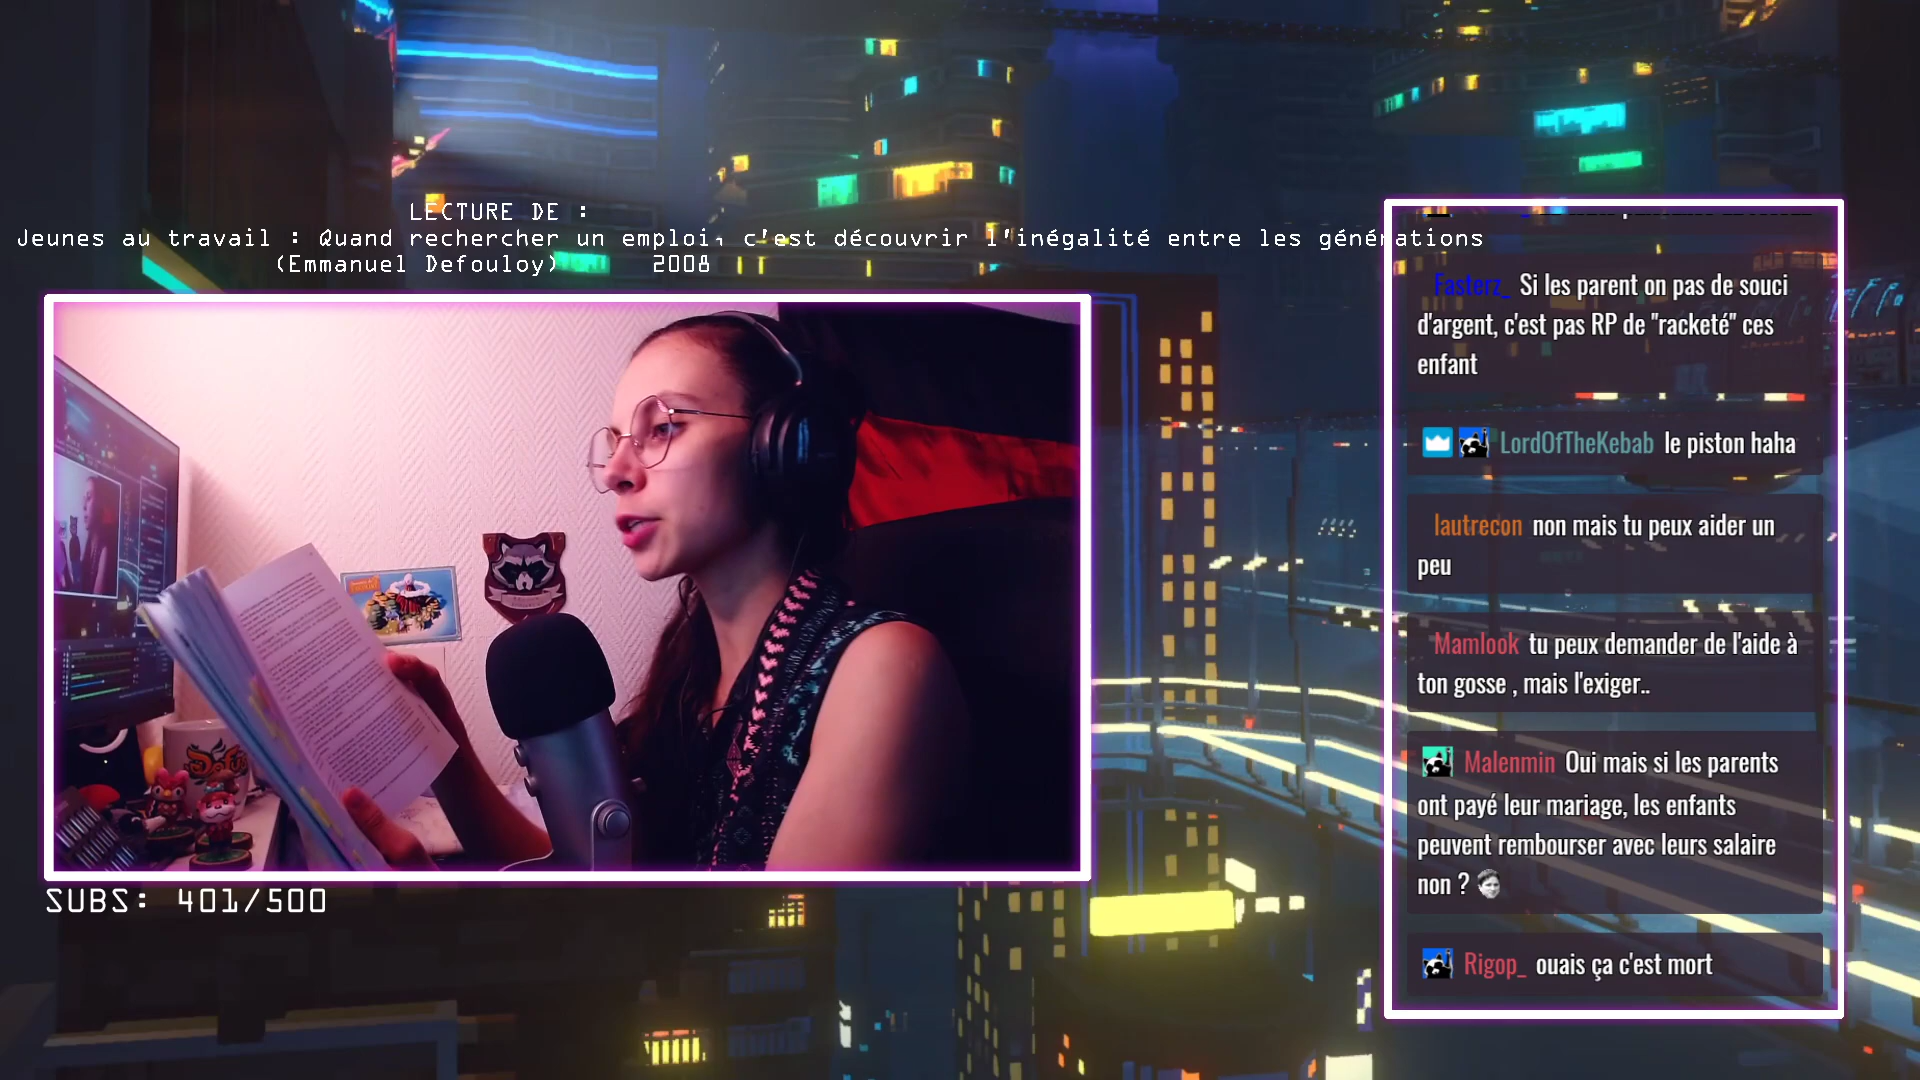 LECTURE DE :
Jeunes au travail : Quand rechercher un emploi, c'est découvrir l'inégalité entre les générations
(Emmanuel Defouloy) 2008
Fasterz_ Si les parent on pas de souci
d'argent, c'est pas RP de "racketé" ces
enfant
LordOfTheKebab le piston haha
lautrecon non mais tu peux aider un
peu
Mamlook tu peux demander de l'aide à
ton gosse , mais l'exiger..
Malenmin Oui mais si les parents
ont payé leur mariage, les enfants
peuvent rembourser avec leurs salaire
non ?
Rigop_ ouais ça c'est mort
SUBS: 401/500